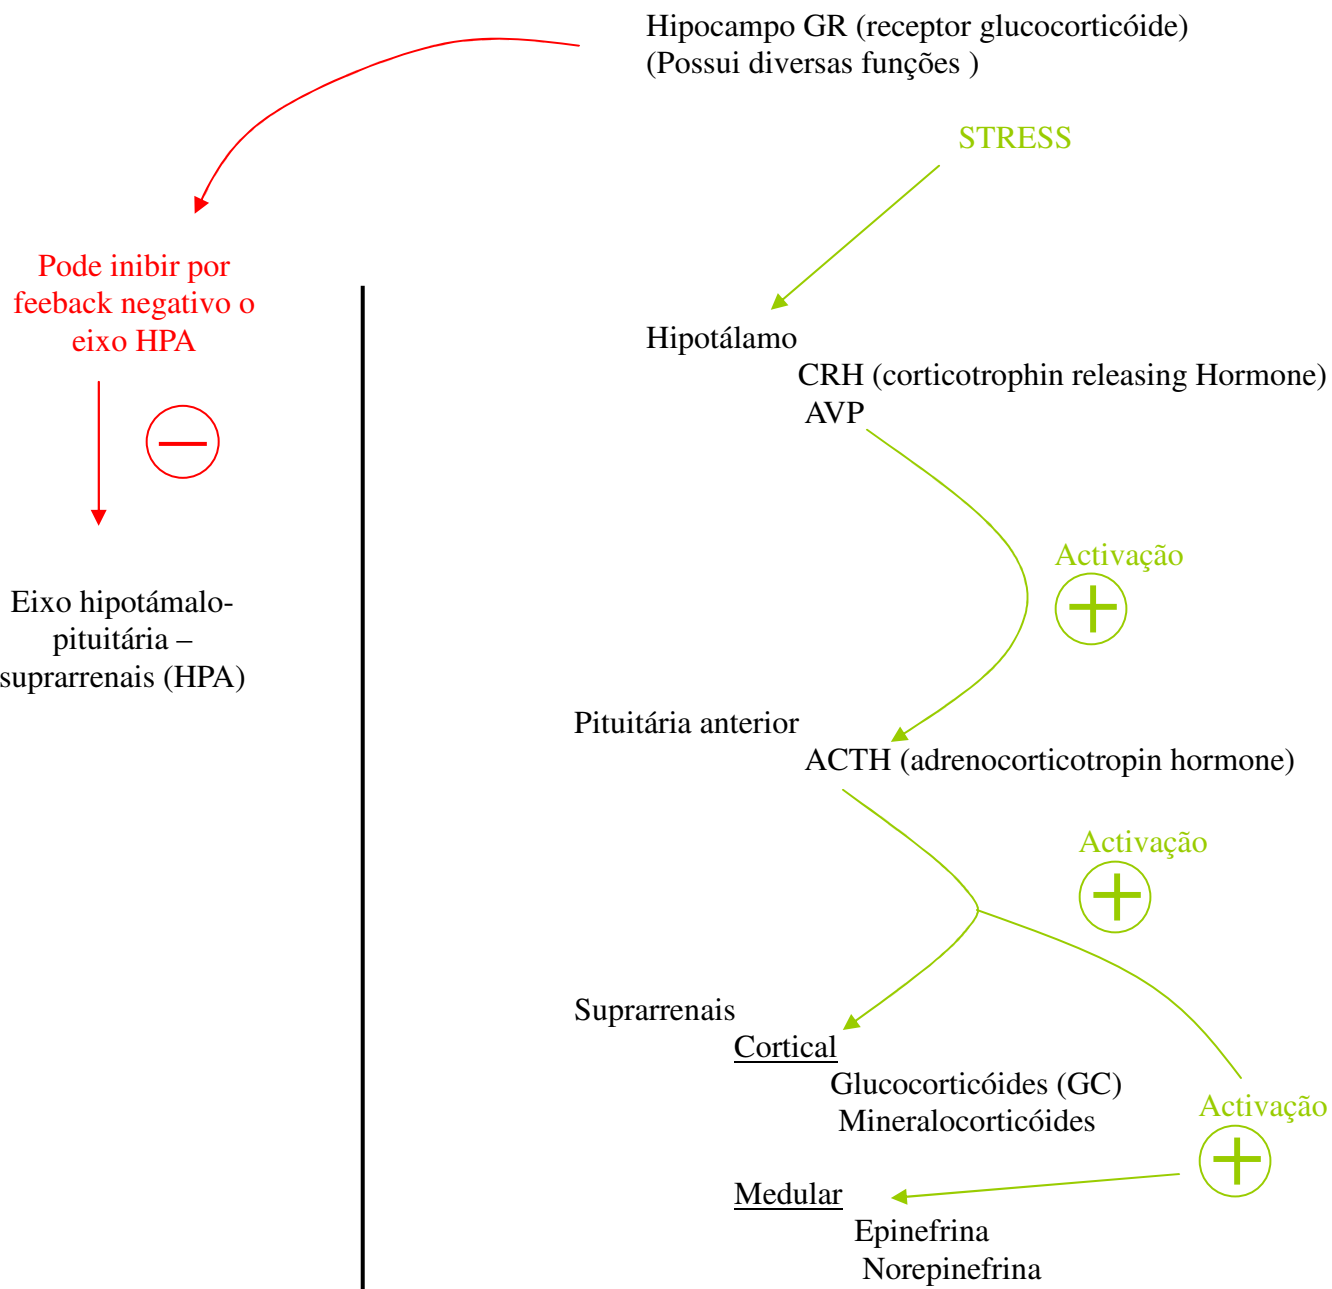 Hipocampo GR (receptor glucocorticóide)
(Possui diversas funções )
STRESS
Pode inibir por
feeback negativo o
eixo HPA
Hipotálamo
CRH (corticotrophin releasing Hormone)
AVP
Activação
Eixo hipotámalo-
pituitária –
suprarrenais (HPA)
Pituitária anterior
ACTH (adrenocorticotropin hormone)
Activação
Suprarrenais
Cortical
Glucocorticóides (GC)
Mineralocorticóides
Activação
Medular
Epinefrina
Norepinefrina